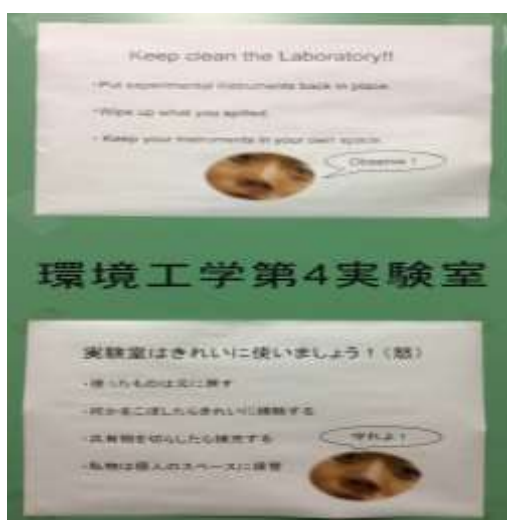 Keep clean the Laboratory!!
・Put experimental instruments back in place.
・Wipe up what you spilled.
・Keep your instruments in your own space.
Observe！
環境工学第4実験室
実験室はきれいに使いましょう！（怒）
・使ったものは元に戻す
・何かをこぼしたらきれいに掃除する
・共有物を切らしたら補充する
守れよ！
・私物は個人のスペースに保管